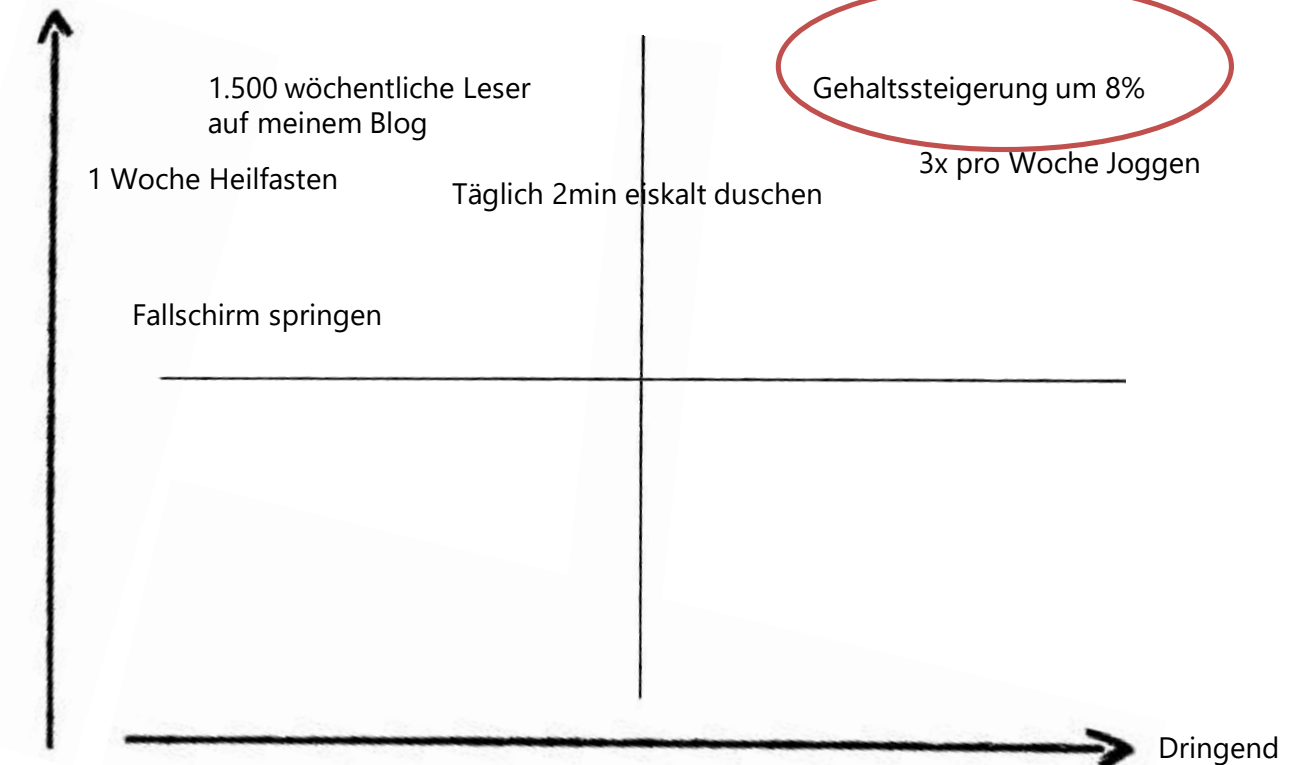 1.500 wöchentliche Leser
auf meinem Blog
Gehaltssteigerung um 8%
3x pro Woche Joggen
1 Woche Heilfasten
Täglich 2min eiskalt duschen
Fallschirm springen
Dringend